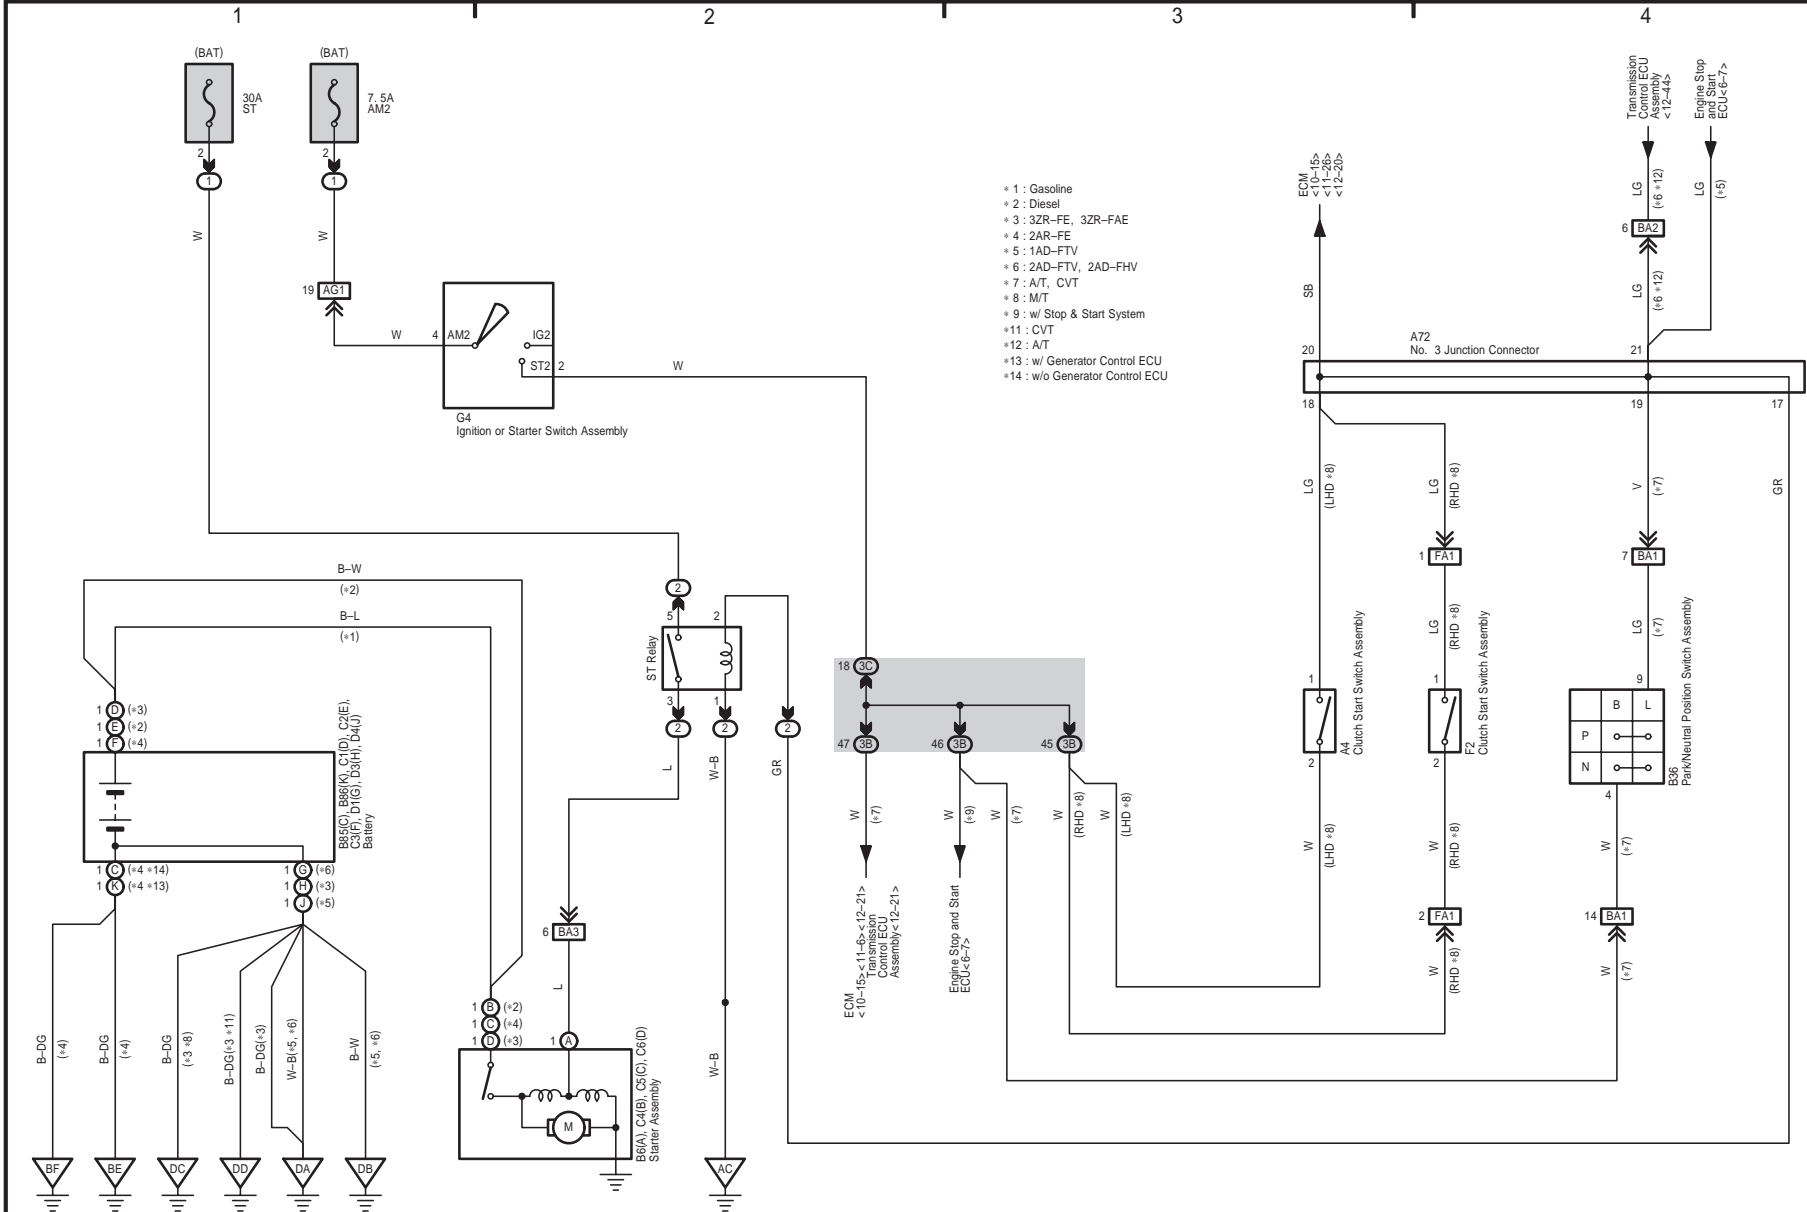 1
2
3
4
(BAT)
30A
ST
2
1
W
(BAT)
7. 5A
AM2
2
1
W
19 AG1
W
4 AM2
IG2
ST2 2
W
G4
Ignition or Starter Switch Assembly
*1 : Gasoline
*2 : Diesel
*3 : 3ZR–FE, 3ZR–FAE
*4 : 2AR–FE
*5 : 1AD–FTV
*6 : 2AD–FTV, 2AD–FHV
*7 : A/T, CVT
*8 : M/T
*9 : w/ Stop & Start System
*11 : CVT
*12 : A/T
*13 : w/ Generator Control ECU
*14 : w/o Generator Control ECU
ECM
<10–15>
<11–26>
<12–20>
SB
Transmission
Control ECU
Assembly
<12–44>
Engine Stop
and Start
ECU<6–7>
LG
(*6 *12)
LG
(*5)
6 BA2
LG
(*6 *12)
A72
No. 3 Junction Connector
20
21
18
19
17
LG
(LHD *8)
LG
(RHD *8)
V
(*7)
GR
1 FA1
7 BA1
LG
(RHD *8)
LG
(*7)
1
2
A4
Clutch Start Switch Assembly
1
2
F2
Clutch Start Switch Assembly
9
B L
P
N
4
B36
Park/Neutral Position Switch Assembly
W
(LHD *8)
W
(RHD *8)
W
(*7)
2 FA1
14 BA1
W
(RHD *8)
W
(*7)
B–W
(*2)
B–L
(*1)
2
5
2
ST Relay
3
1
2
2
2
L
W–B
GR
18 3C
47 3B
46 3B
45 3B
W
(*7)
W
(*9)
W
(*7)
W
(RHD *8)
W
(LHD *8)
ECM
<10–15><11–6><12–21>
Transmission
Control ECU
Assembly<12–21>
Engine Stop and Start
ECU<6–7>
1 D (*3)
1 E (*2)
1 F (*4)
B85(C), B86(K), C1(D), C2(E),
C3(F), D1(G), D3(H), D4(J)
Battery
1 C (*4 *14)
1 K (*4 *13)
1 G (*6)
1 H (*3)
1 J (*5)
6 BA3
L
1 B (*2)
1 C (*4)
1 D (*3)
1 A
M
B6(A), C4(B), C5(C), C6(D)
Starter Assembly
W–B
B–DG
(*4)
B–DG
(*4)
B–DG
(*3 *8)
B–DG(*3 *11)
B–DG(*3)
W–B(*5, *6)
B–W
(*5, *6)
BF
BE
DC
DD
DA
DB
AC